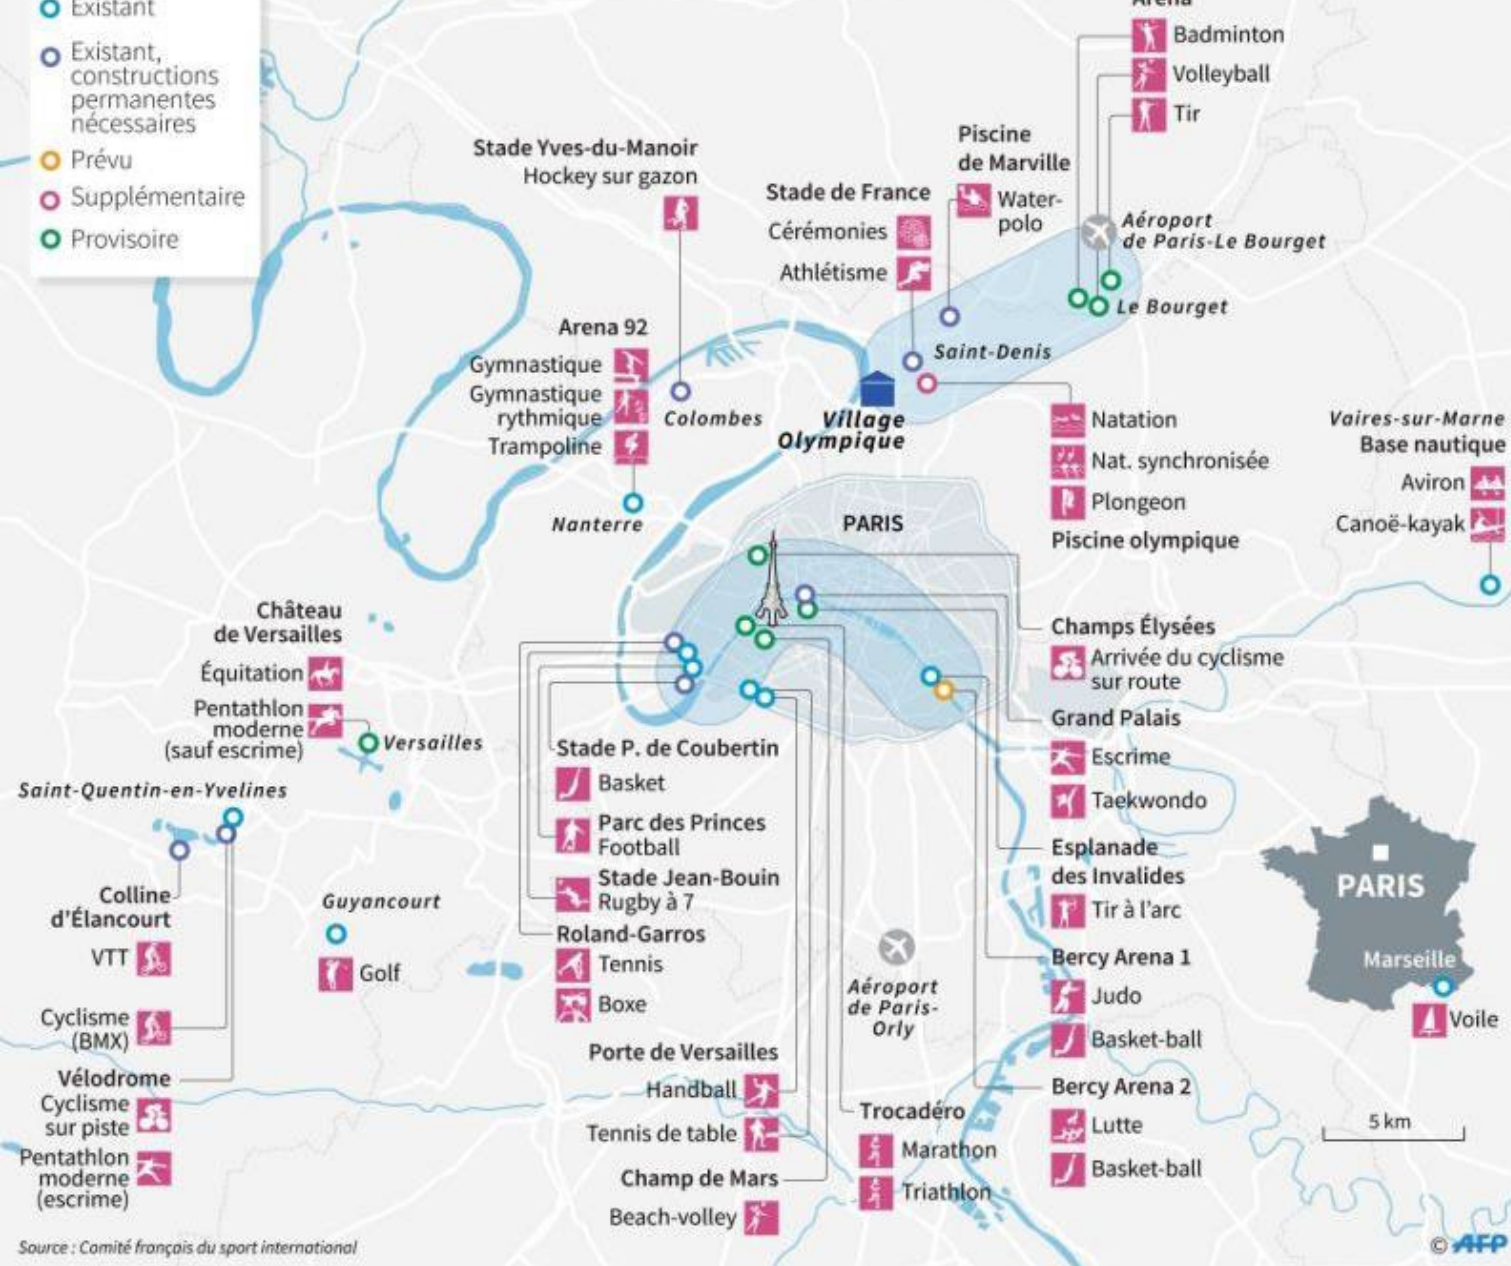 Existant
Existant,
constructions
permanentes
nécessaires
Prévu
Supplémentaire
Provisoire
Arena
Badminton
Volleyball
Tir
Piscine
de Marville
Water-
polo
Stade Yves-du-Manoir
Hockey sur gazon
Stade de France
Cérémonies
Athlétisme
Aéroport
de Paris-Le Bourget
Le Bourget
Saint-Denis
Arena 92
Gymnastique
Gymnastique
rythmique
Trampoline
Colombes
Nanterre
Village
Olympique
Natation
Nat. synchronisée
Plongeon
Piscine olympique
Vaires-sur-Marne
Base nautique
Aviron
Canoë-kayak
PARIS
Château
de Versailles
Équitation
Pentathlon
moderne
(sauf escrime)
Versailles
Saint-Quentin-en-Yvelines
Colline
d'Élancourt
VTT
Cyclisme
(BMX)
Vélodrome
Cyclisme
sur piste
Pentathlon
moderne
(escrime)
Guyancourt
Golf
Stade P. de Coubertin
Basket
Parc des Princes
Football
Stade Jean-Bouin
Rugby à 7
Roland-Garros
Tennis
Boxe
Porte de Versailles
Handball
Tennis de table
Champ de Mars
Beach-volley
Aéroport
de Paris-
Orly
Trocadéro
Marathon
Triathlon
Champs Élysées
Arrivée du cyclisme
sur route
Grand Palais
Escrime
Taekwondo
Esplanade
des Invalides
Tir à l'arc
Bercy Arena 1
Judo
Basket-ball
Bercy Arena 2
Lutte
Basket-ball
PARIS
Marseille
Voile
5 km
Source : Comité français du sport international
© AFP